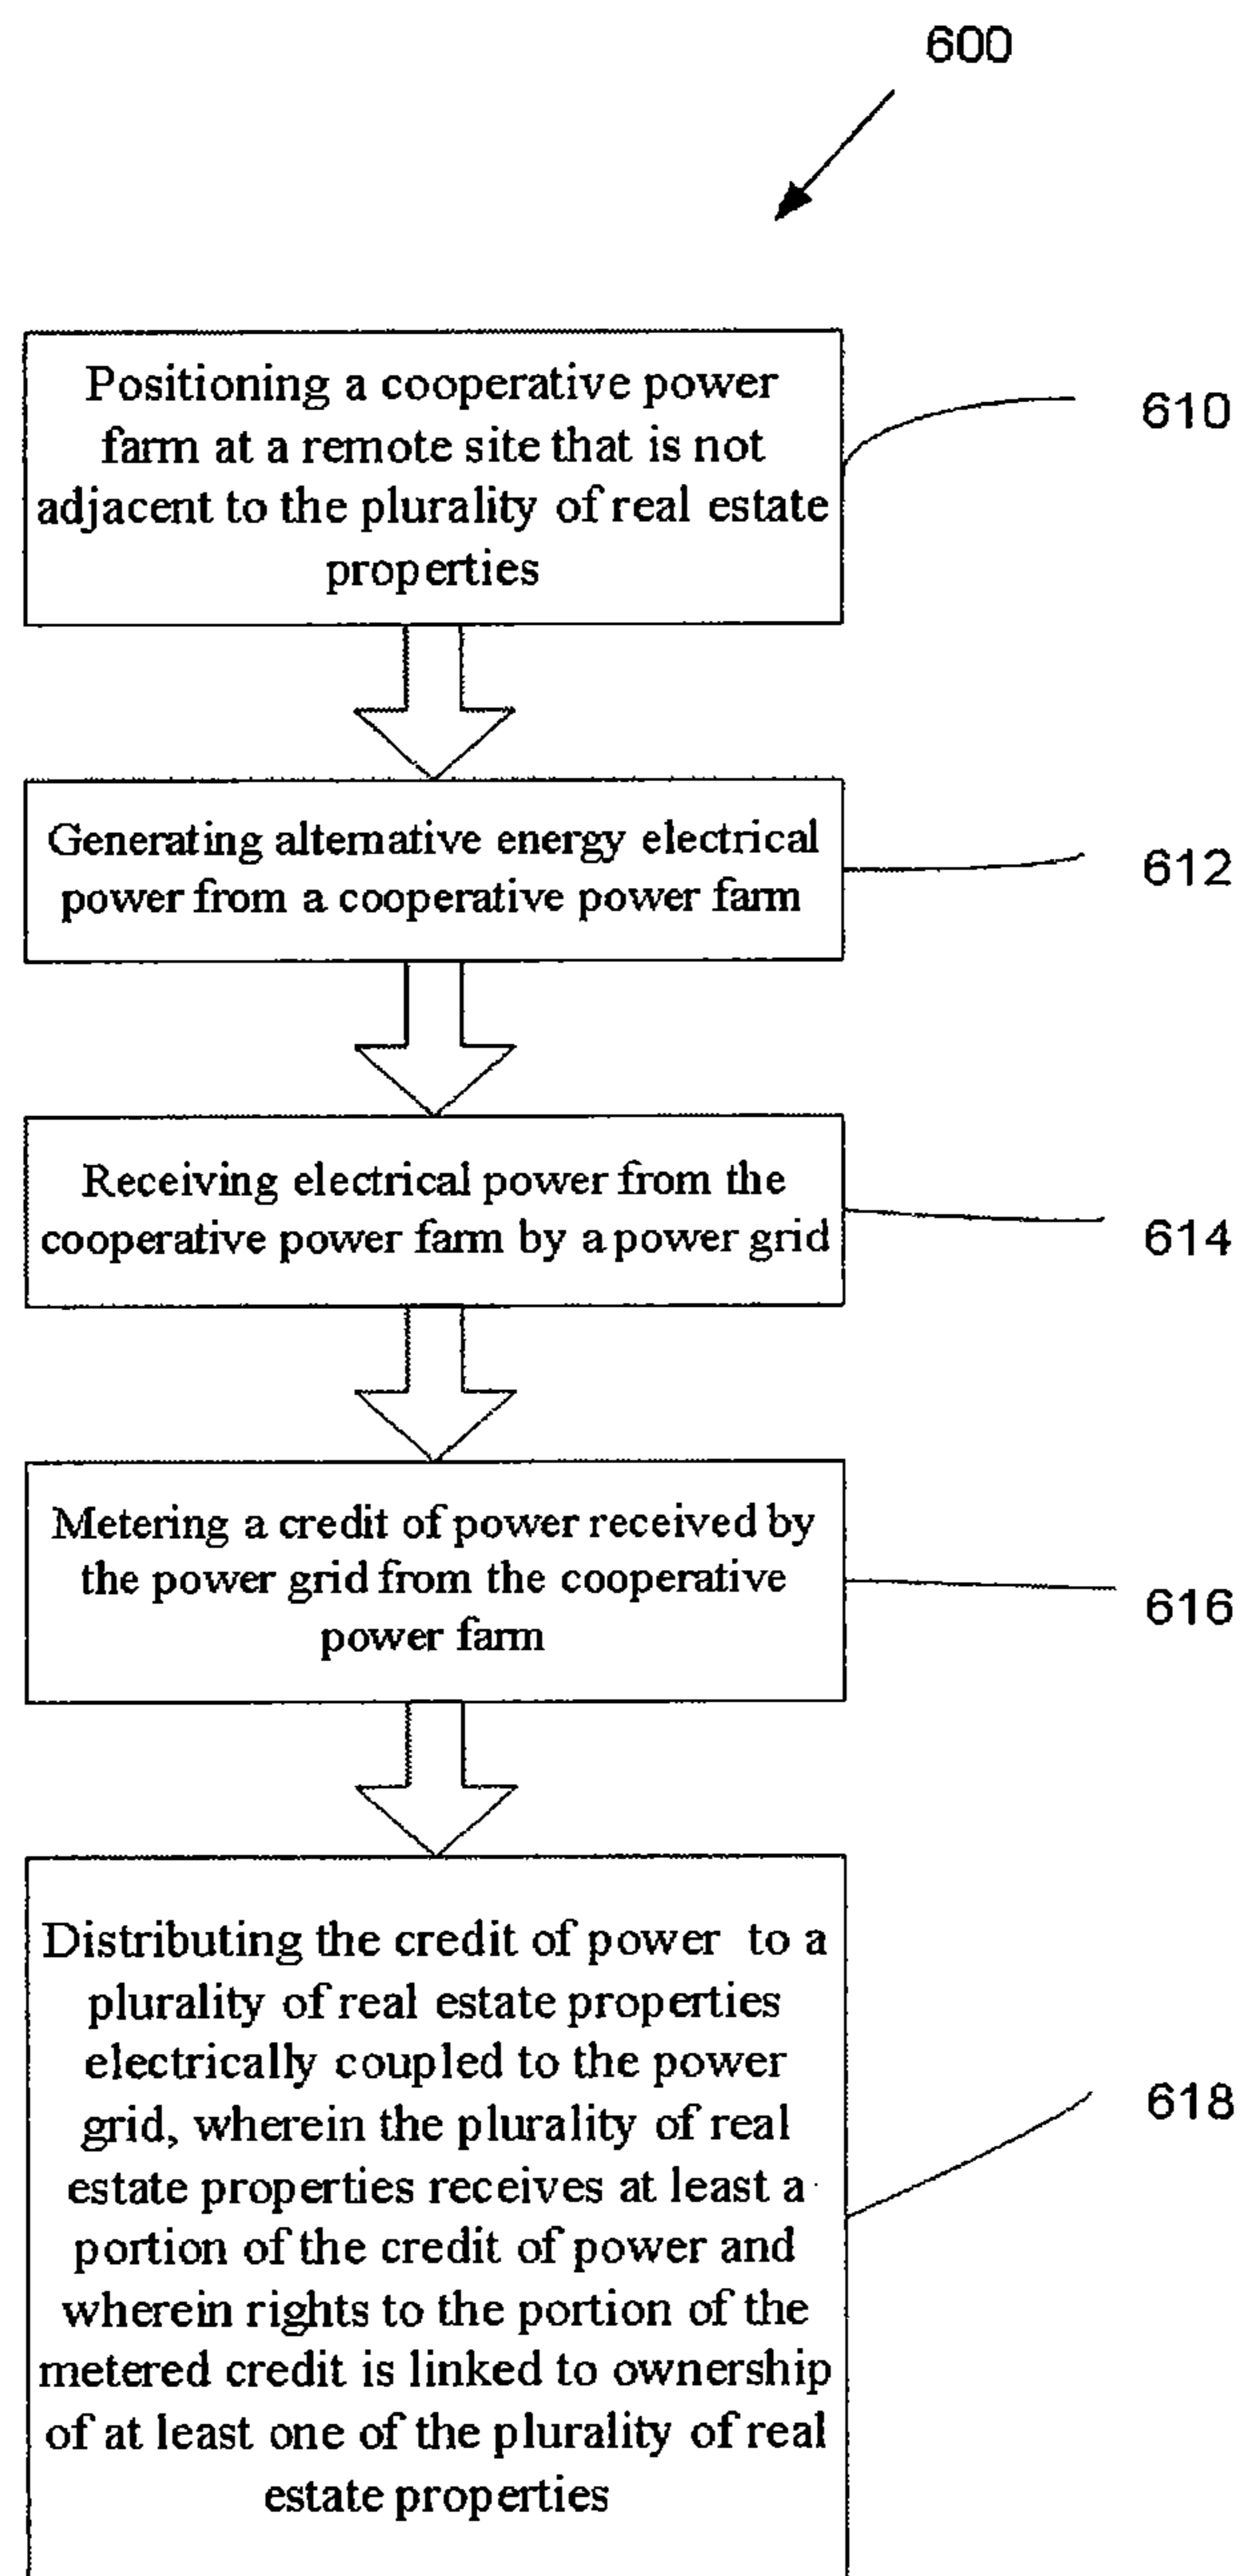 600
Positioning a cooperative power
farm at a remote site that is not
adjacent to the plurality of real estate
properties
610
Generating alternative energy electrical
power from a cooperative power farm
612
Receiving electrical power from the
cooperative power farm by a power grid
614
Metering a credit of power received by
the power grid from the cooperative
power farm
616
Distributing the credit of power to a
plurality of real estate properties
electrically coupled to the power
grid, wherein the plurality of real
estate properties receives at least a
portion of the credit of power and
wherein rights to the portion of the
metered credit is linked to ownership
of at least one of the plurality of real
estate properties
618